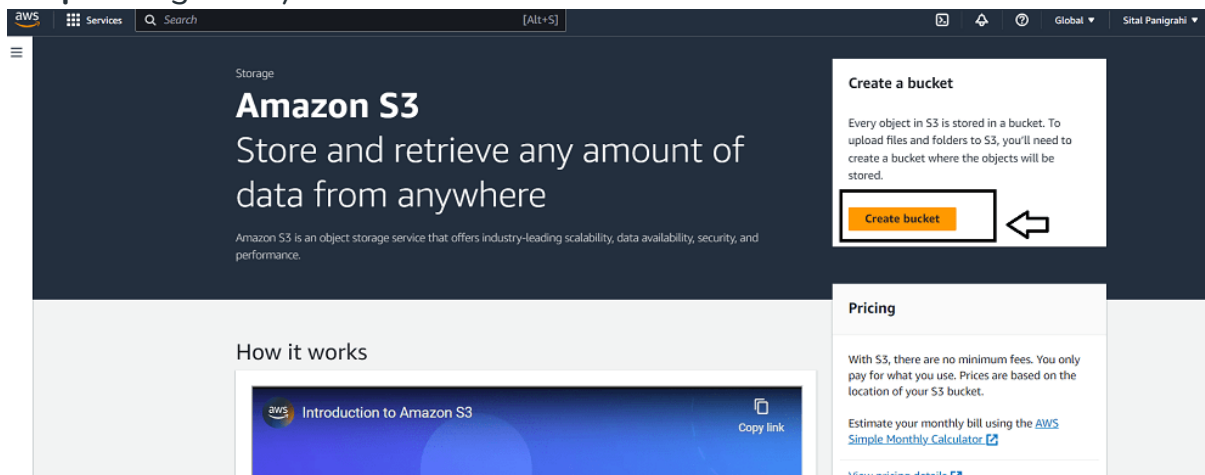 aws
Services
Search
[Alt+S]
Global
Sital Panigrahi
Storage
Amazon S3
Store and retrieve any amount of
data from anywhere
Amazon S3 is an object storage service that offers industry-leading scalability, data availability, security, and
performance.
Create a bucket
Every object in S3 is stored in a bucket. To
upload files and folders to S3, you'll need to
create a bucket where the objects will be
stored.
Create bucket
How it works
aws
Introduction to Amazon S3
Copy link
Pricing
With S3, there are no minimum fees. You only
pay for what you use. Prices are based on the
location of your S3 bucket.
Estimate your monthly bill using the AWS
Simple Monthly Calculator
View pricing details